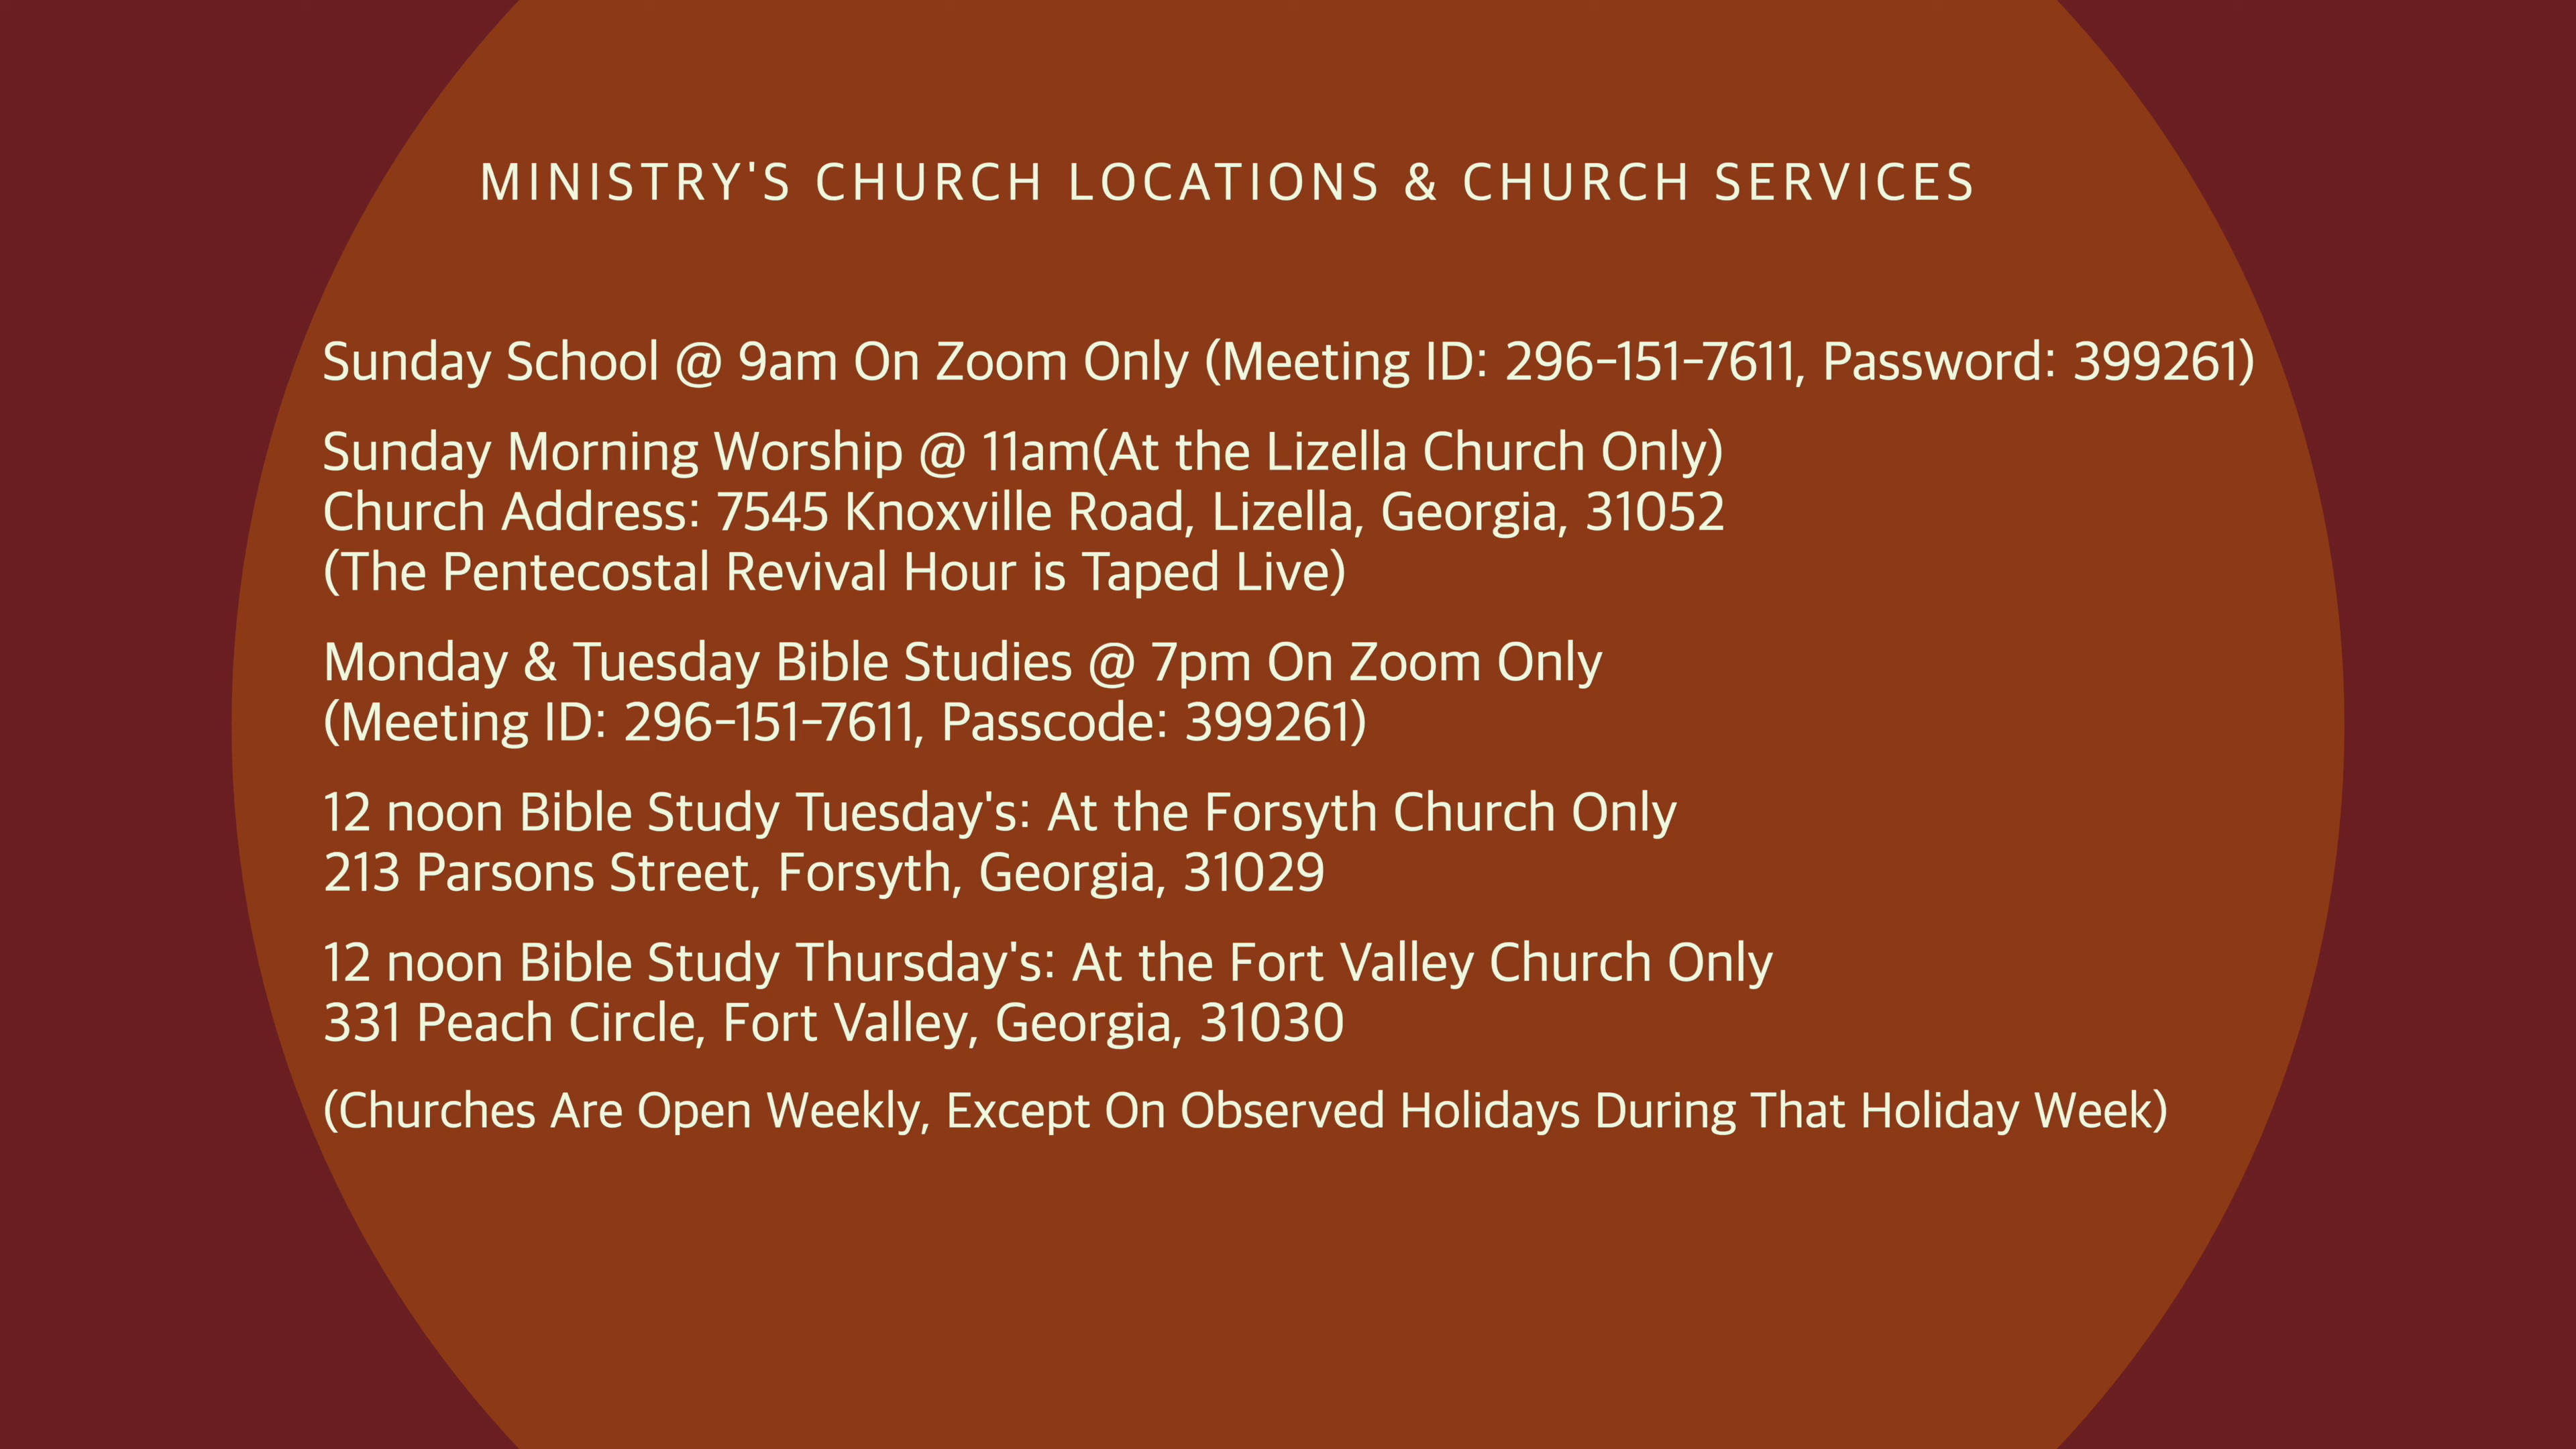 MINISTRY'S CHURCH LOCATIONS & CHURCH SERVICES
Sunday School @ 9am On Zoom Only (Meeting ID: 296-151-7611, Password: 399261)
Sunday Morning Worship @ 11am(At the Lizella Church Only)
Church Address: 7545 Knoxville Road, Lizella, Georgia, 31052
(The Pentecostal Revival Hour is Taped Live)
Monday & Tuesday Bible Studies @ 7pm On Zoom Only
(Meeting ID: 296-151-7611, Passcode: 399261)
12 noon Bible Study Tuesday's: At the Forsyth Church Only
213 Parsons Street, Forsyth, Georgia, 31029
12 noon Bible Study Thursday's: At the Fort Valley Church Only
331 Peach Circle, Fort Valley, Georgia, 31030
(Churches Are Open Weekly, Except On Observed Holidays During That Holiday Week)